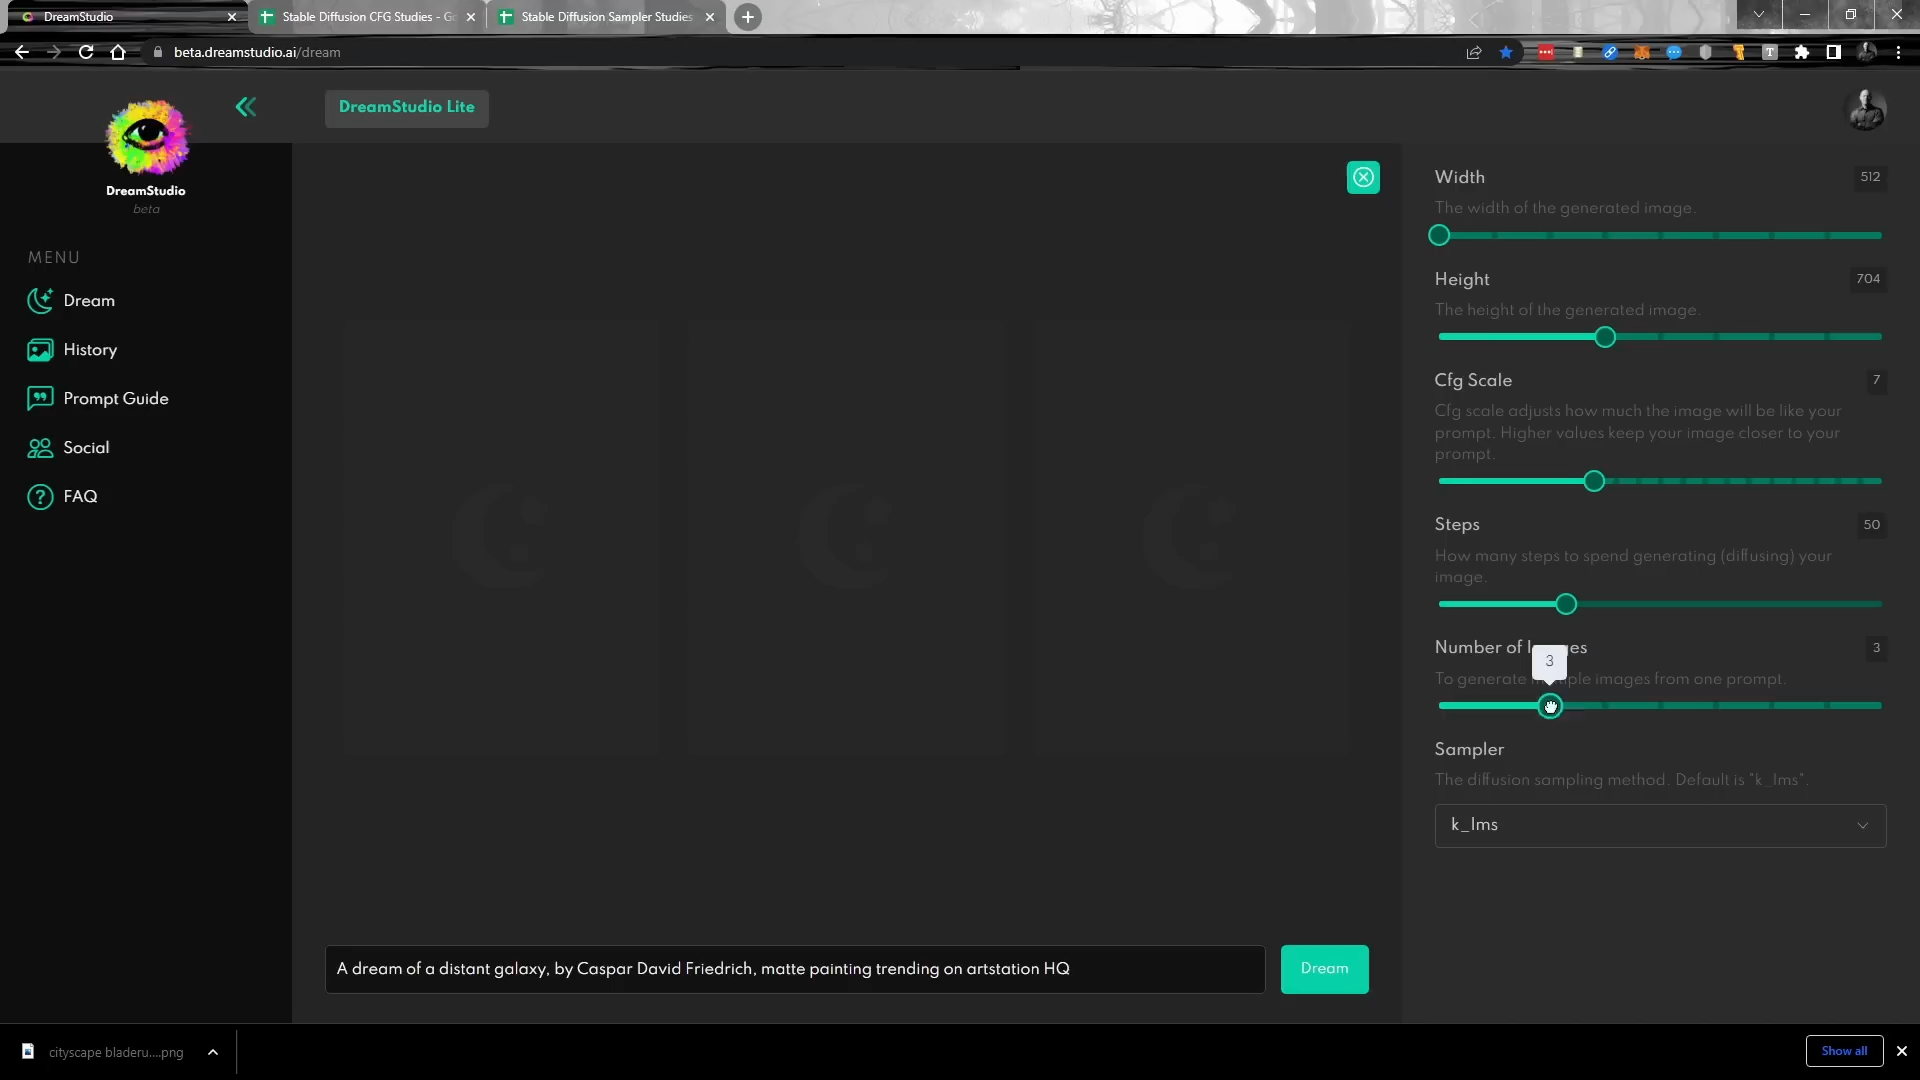 DreamStudio
Stable Diffusion CFG Studies - Go
Stable Diffusion Sampler Studies
beta.dreamstudio.ai/dream
DreamStudio Lite
DreamStudio
beta
MENU
Dream
History
Prompt Guide
Social
FAQ
Width
512
The width of the generated image.
Height
704
The height of the generated image.
Cfg Scale
7
Cfg scale adjusts how much the image will be like your
prompt. Higher values keep your image closer to your
prompt.
Steps
50
How many steps to spend generating (diffusing) your
image.
Number of I es
3
3
To generate m tiple images from one prompt.
Sampler
The diffusion sampling method. Default is "k_lms".
k_lms
A dream of a distant galaxy, by Caspar David Friedrich, matte painting trending on artstation HQ
Dream
cityscape bladeru....png
Show all